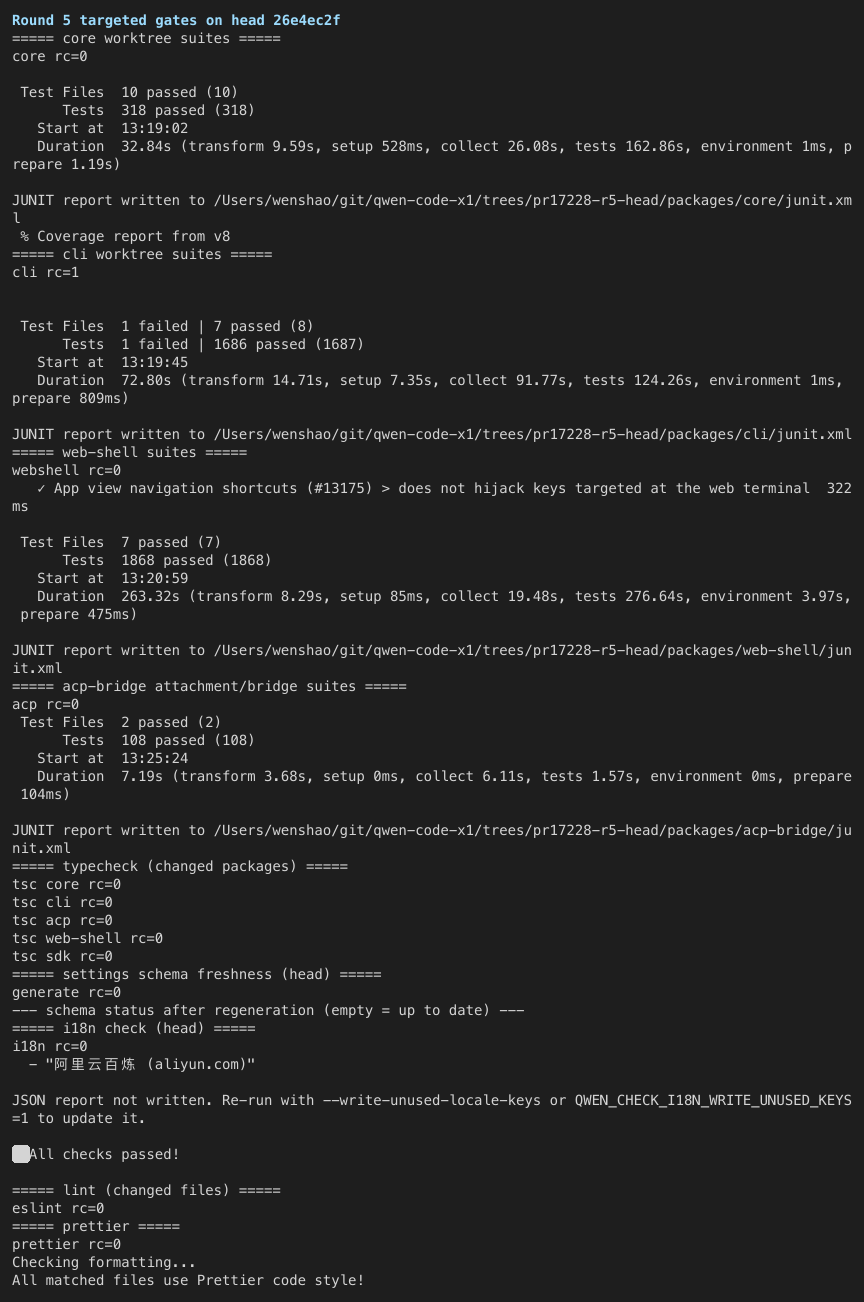 Round 5 targeted gates on head 26e4ec2f
===== core worktree suites =====
core rc=0
Test Files  10 passed (10)
Tests  318 passed (318)
Start at  13:19:02
Duration  32.84s (transform 9.59s, setup 528ms, collect 26.08s, tests 162.86s, environment 1ms, p
repare 1.19s)
JUNIT report written to /Users/wenshao/git/qwen-code-x1/trees/pr17228-r5-head/packages/core/junit.xm
l
% Coverage report from v8
===== cli worktree suites =====
cli rc=1
Test Files  1 failed | 7 passed (8)
Tests  1 failed | 1686 passed (1687)
Start at  13:19:45
Duration  72.80s (transform 14.71s, setup 7.35s, collect 91.77s, tests 124.26s, environment 1ms,
prepare 809ms)
JUNIT report written to /Users/wenshao/git/qwen-code-x1/trees/pr17228-r5-head/packages/cli/junit.xml
===== web-shell suites =====
webshell rc=0
✓ App view navigation shortcuts (#13175) > does not hijack keys targeted at the web terminal  322
ms
Test Files  7 passed (7)
Tests  1868 passed (1868)
Start at  13:20:59
Duration  263.32s (transform 8.29s, setup 85ms, collect 19.48s, tests 276.64s, environment 3.97s,
prepare 475ms)
JUNIT report written to /Users/wenshao/git/qwen-code-x1/trees/pr17228-r5-head/packages/web-shell/jun
it.xml
===== acp-bridge attachment/bridge suites =====
acp rc=0
Test Files  2 passed (2)
Tests  108 passed (108)
Start at  13:25:24
Duration  7.19s (transform 3.68s, setup 0ms, collect 6.11s, tests 1.57s, environment 0ms, prepare
104ms)
JUNIT report written to /Users/wenshao/git/qwen-code-x1/trees/pr17228-r5-head/packages/acp-bridge/ju
nit.xml
===== typecheck (changed packages) =====
tsc core rc=0
tsc cli rc=0
tsc acp rc=0
tsc web-shell rc=0
tsc sdk rc=0
===== settings schema freshness (head) =====
generate rc=0
--- schema status after regeneration (empty = up to date) ---
===== i18n check (head) =====
i18n rc=0
- "阿里云百炼 (aliyun.com)"
JSON report not written. Re-run with --write-unused-locale-keys or QWEN_CHECK_I18N_WRITE_UNUSED_KEYS
=1 to update it.
All checks passed!
===== lint (changed files) =====
eslint rc=0
===== prettier =====
prettier rc=0
Checking formatting...
All matched files use Prettier code style!